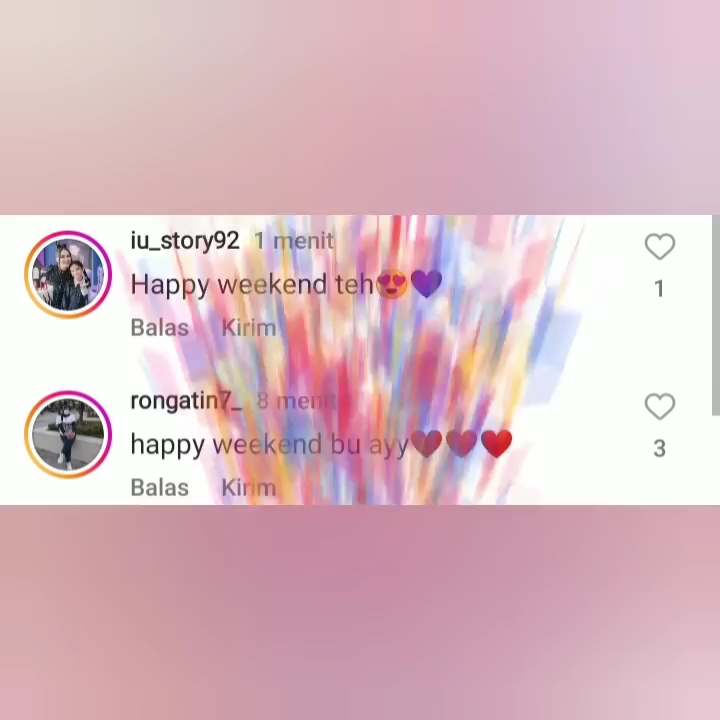 iu_story92 1 menit
Happy weekend teh😍💜
1
Balas Kirim
rongatin7_ 8 menit
happy weekend bu ayy❤️❤️❤️
3
Balas Kirim